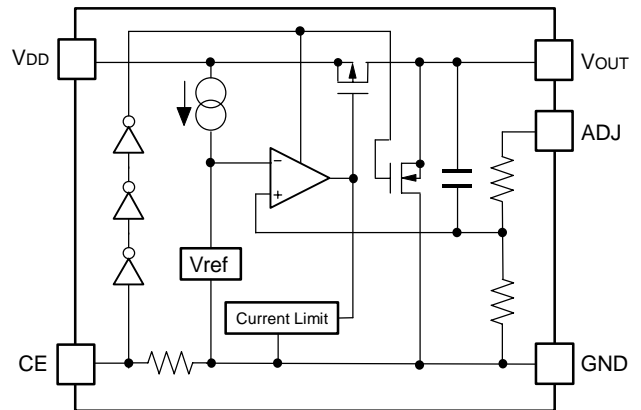 VDD
VOUT
ADJ
−
+
Vref
Current Limit
CE
GND